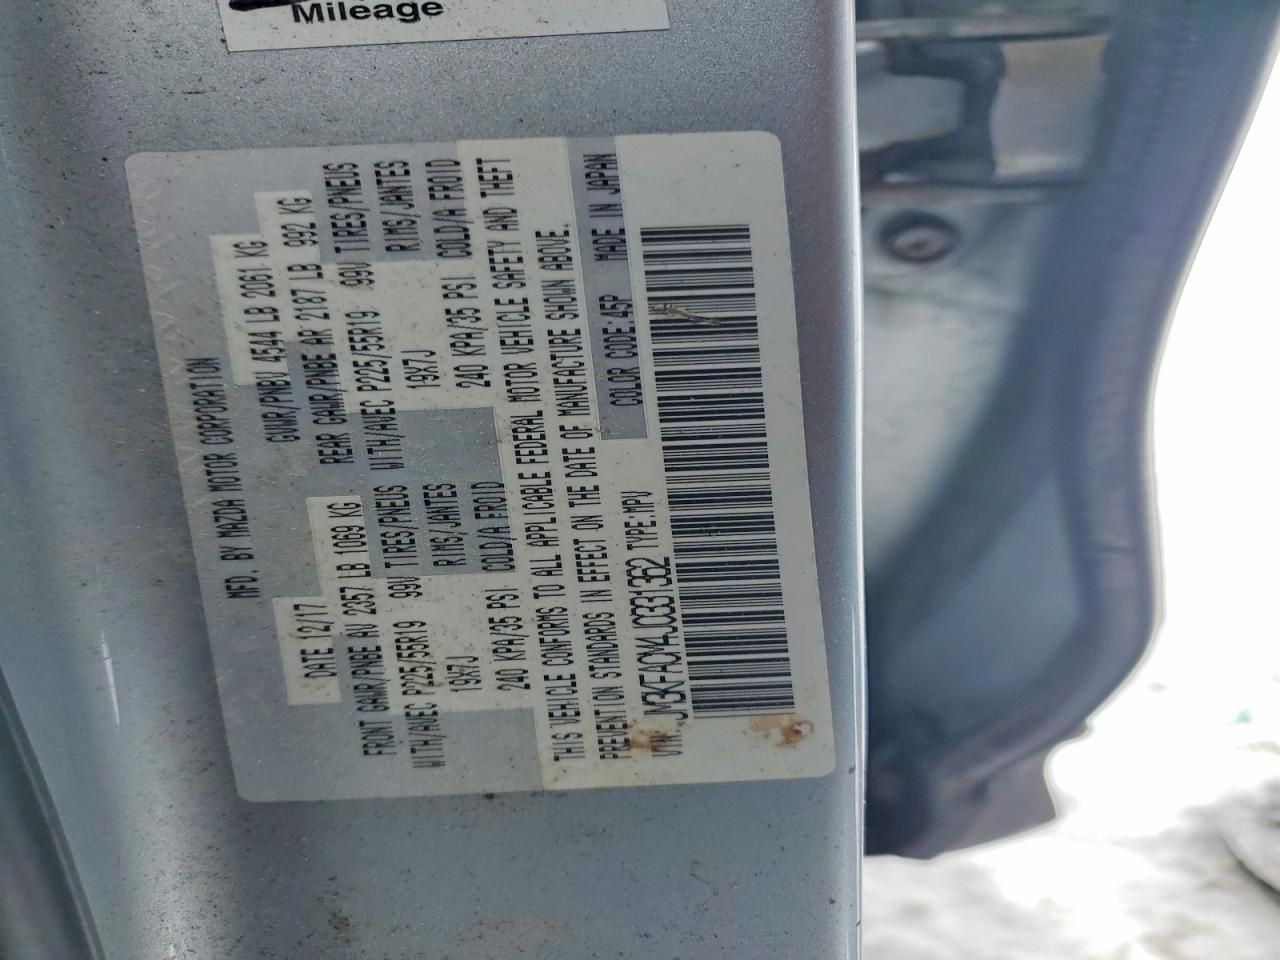 Mileage
MFD. BY MAZDA MOTOR CORPORATION
DATE 12/17 GVWR/PNBV 4544 LB 2061 KG
FRONT GAWR/PNBE AV 2357 LB 1069 KG REAR GAWR/PNBE AR 2187 LB 992 KG
WITH/AVEC P225/55R19 99V TIRES/PNEUS WITH/AVEC P225/55R19 99V TIRES/PNEUS
19X7J RIMS/JANTES 19X7J RIMS/JANTES
240 KPA/35 PSI COLD/A FROID 240 KPA/35 PSI COLD/A FROID
THIS VEHICLE CONFORMS TO ALL APPLICABLE FEDERAL MOTOR VEHICLE SAFETY AND THEFT
PREVENTION STANDARDS IN EFFECT ON THE DATE OF MANUFACTURE SHOWN ABOVE.
COLOR CODE:45P MADE IN JAPAN
VIN: TYPE:MPV